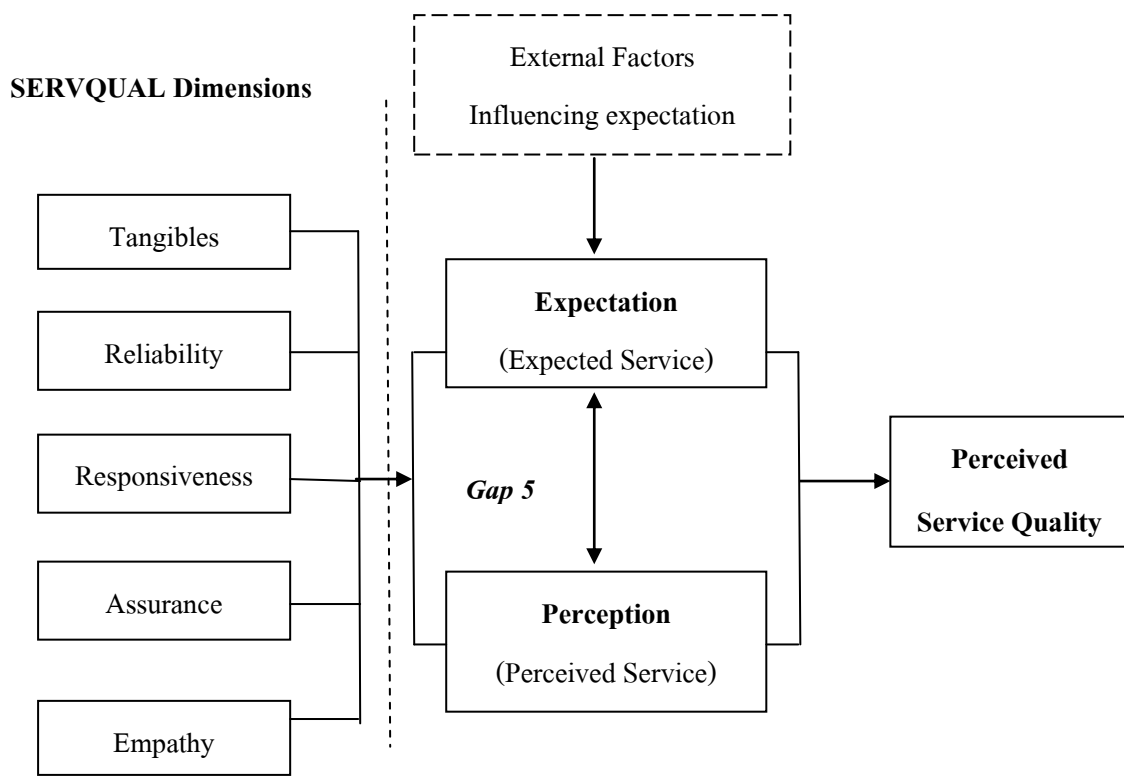 SERVQUAL Dimensions
External Factors
Influencing expectation
Tangibles
Reliability
Responsiveness
Assurance
Empathy
Expectation
(Expected Service)
Gap 5
Perception
(Perceived Service)
Perceived
Service Quality